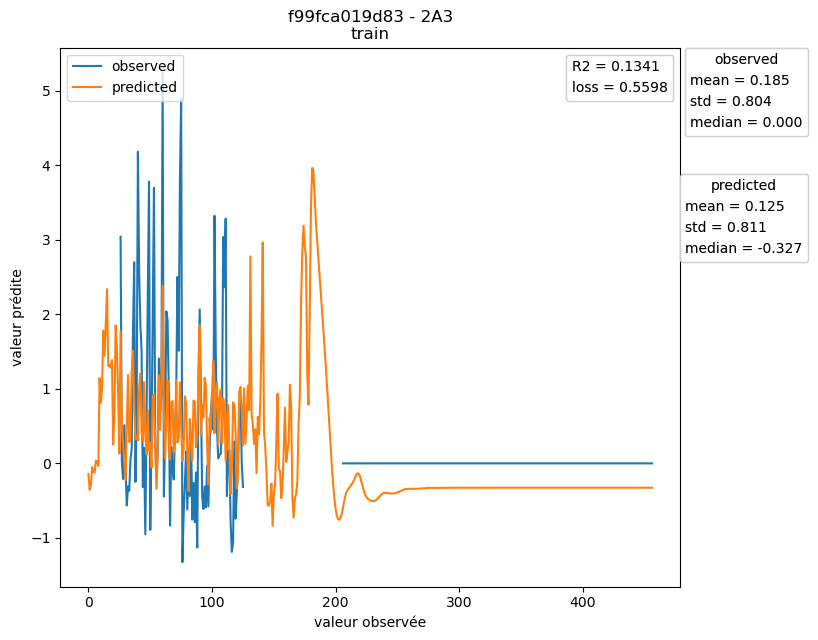 f99fca019d83 - 2A3
train
observed
predicted
R2 = 0.1341
loss = 0.5598
observed
mean = 0.185
std = 0.804
median = 0.000
predicted
mean = 0.125
std = 0.811
median = -0.327
valeur prédite
5
4
3
2
1
0
−1
0
100
200
300
400
valeur observée